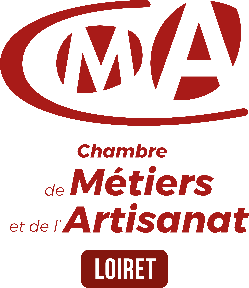 CMA
Chambre
de Métiers
et de l'Artisanat
LOIRET